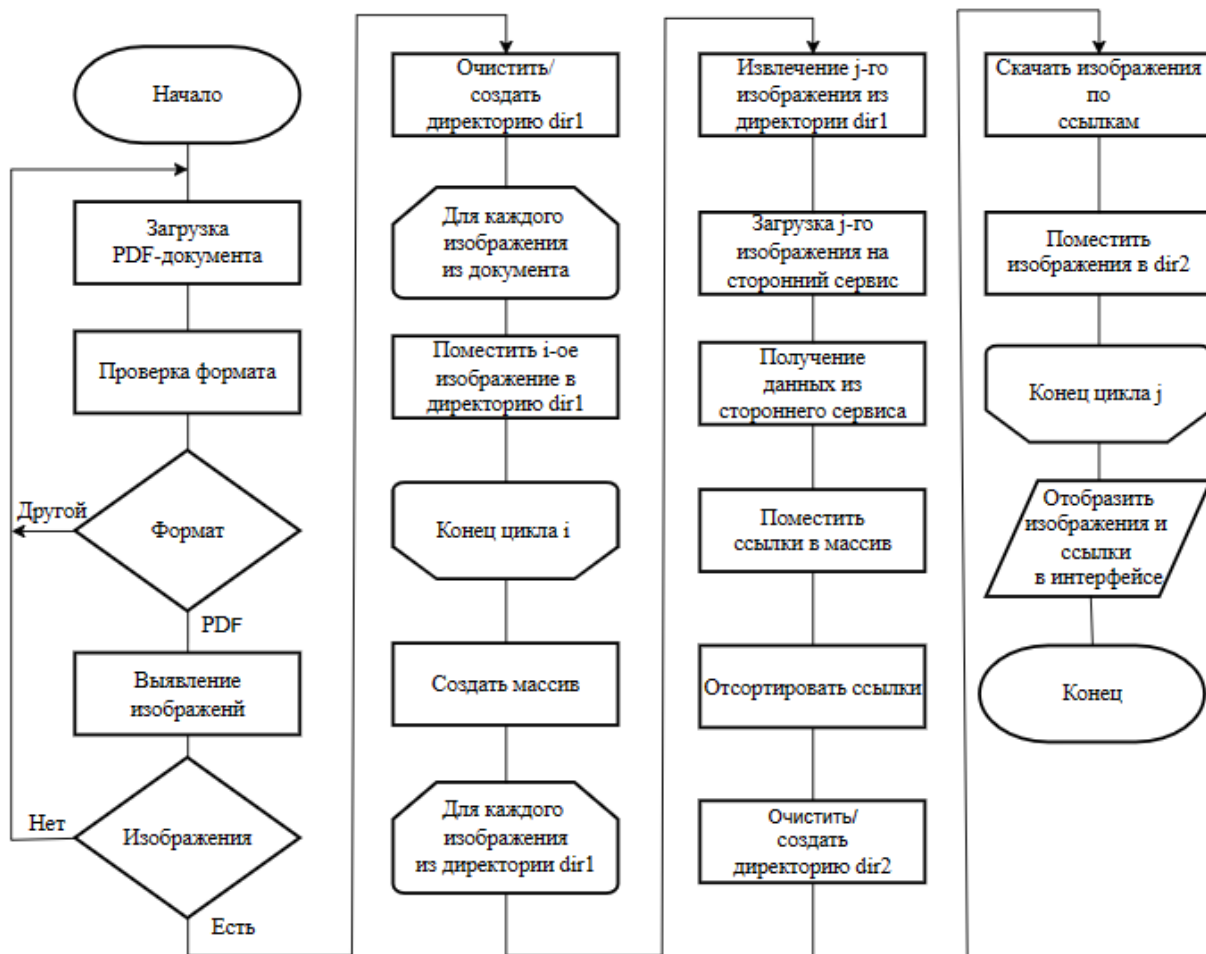 Начало
Загрузка
PDF-документа
Проверка формата
Другой
Формат
PDF
Выявление
изображенй
Нет
Изображения
Есть
Очистить/
создать
директорию dir1
Для каждого
изображения
из документа
Поместить i-ое
изображение в
директорию dir1
Конец цикла i
Создать массив
Для каждого
изображения
из директории dir1
Извлечение j-го
изображения из
директории dir1
Загрузка j-го
изображения на
сторонний сервис
Получение
данных из
стороннего сервиса
Поместить
ссылки в массив
Отсортировать ссылки
Очистить/
создать
директорию dir2
Скачать изображения
по
ссылкам
Поместить
изображения в dir2
Конец цикла j
Отобразить
изображения и
ссылки
в интерфейсе
Конец